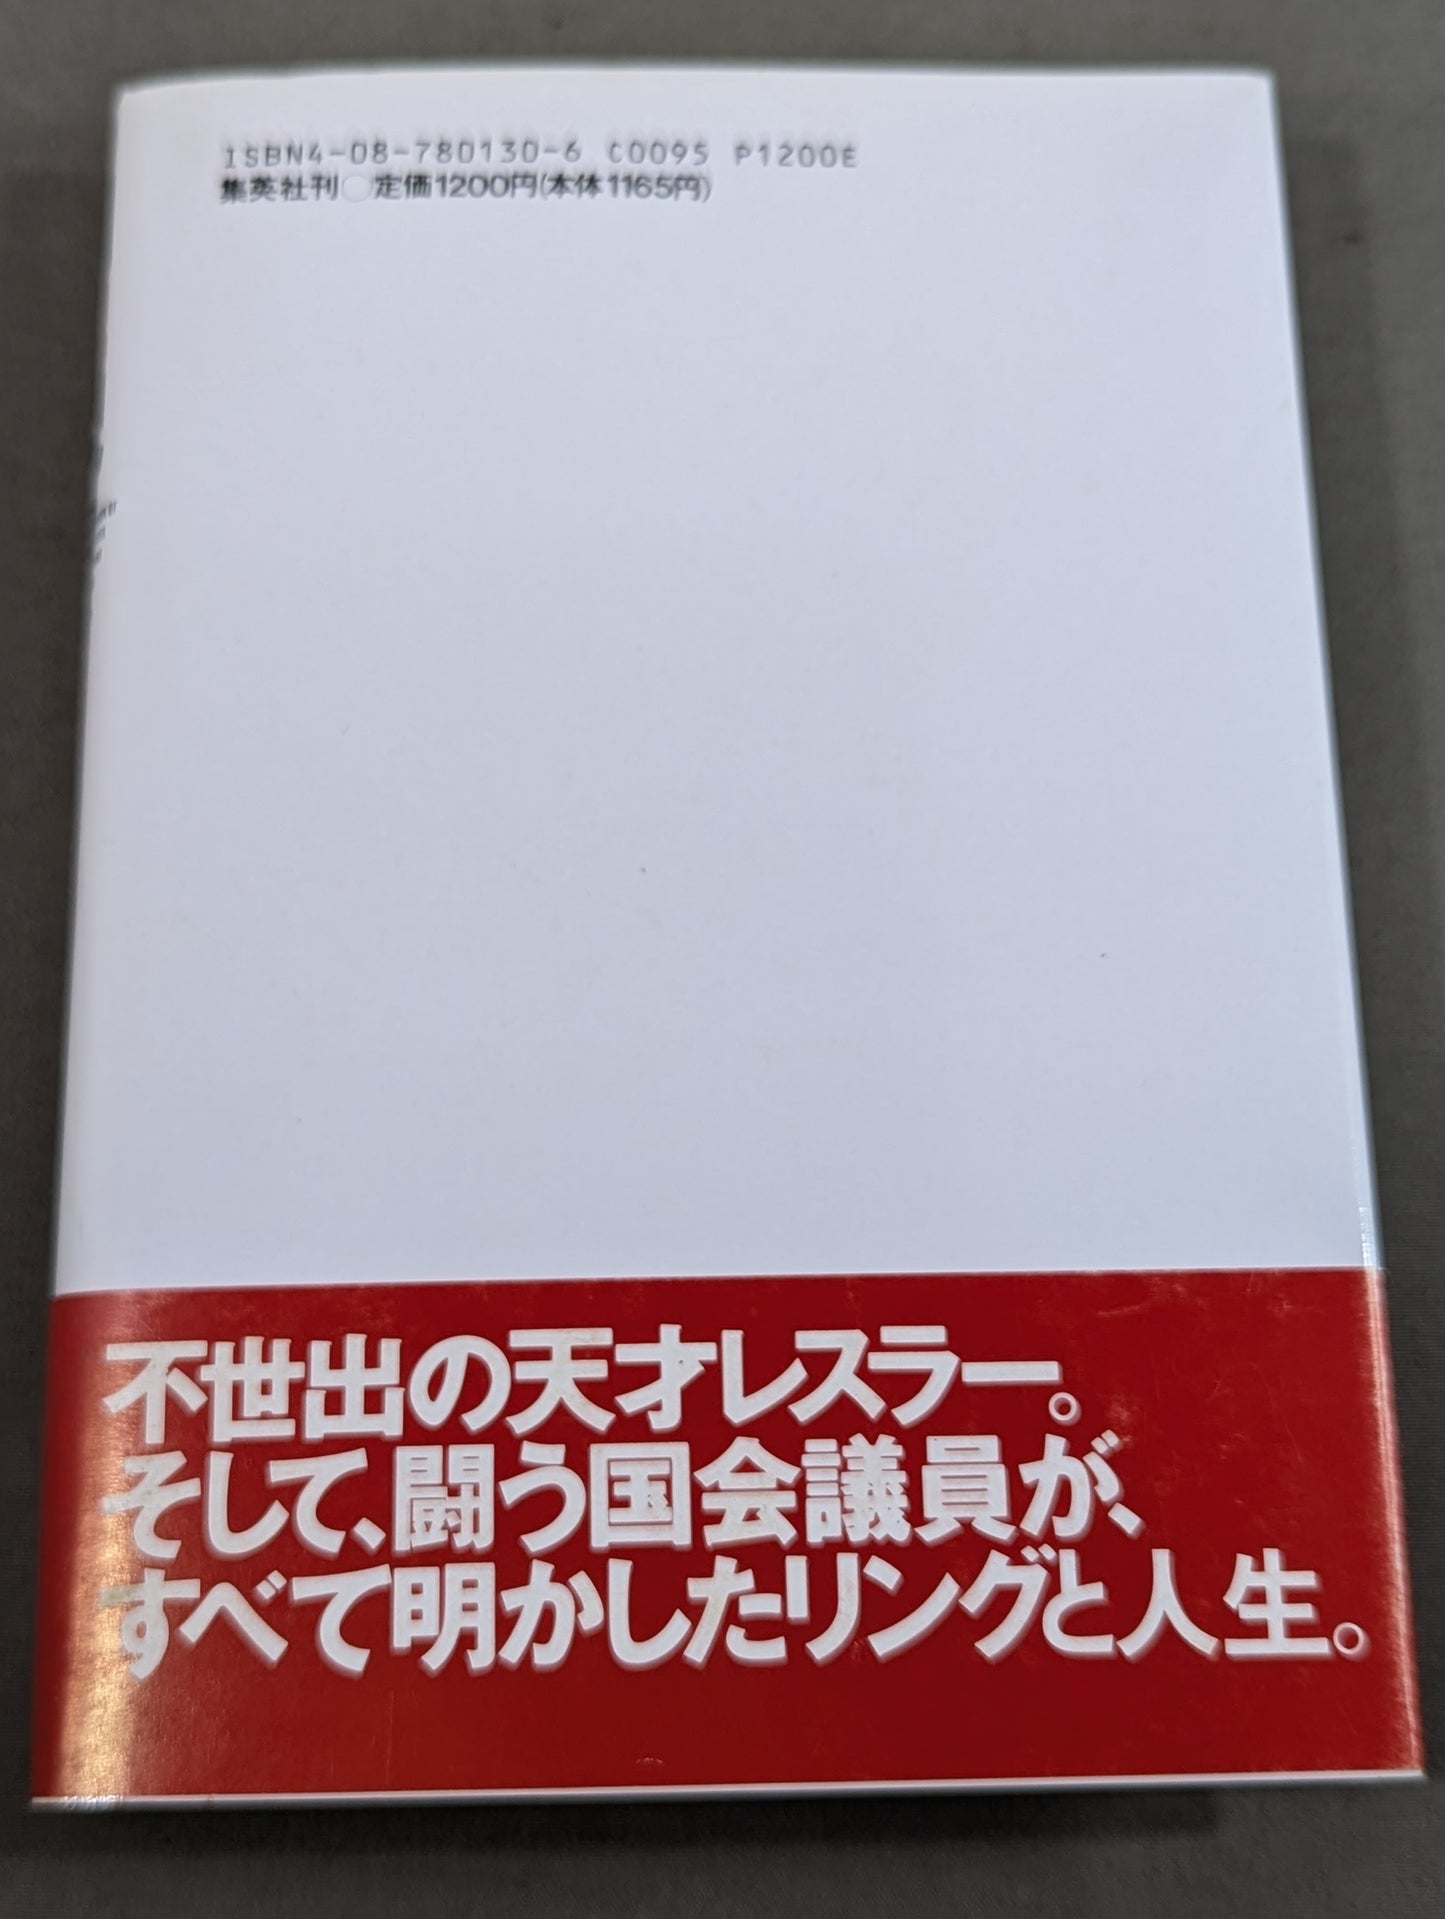 ISBN4-08-780130-6 C0095 P1200E
集英社刊 定価1200円(本体1165円)
不世出の天才レスラー。
そして、闘う国会議員が、
すべて明かしたリングと人生。